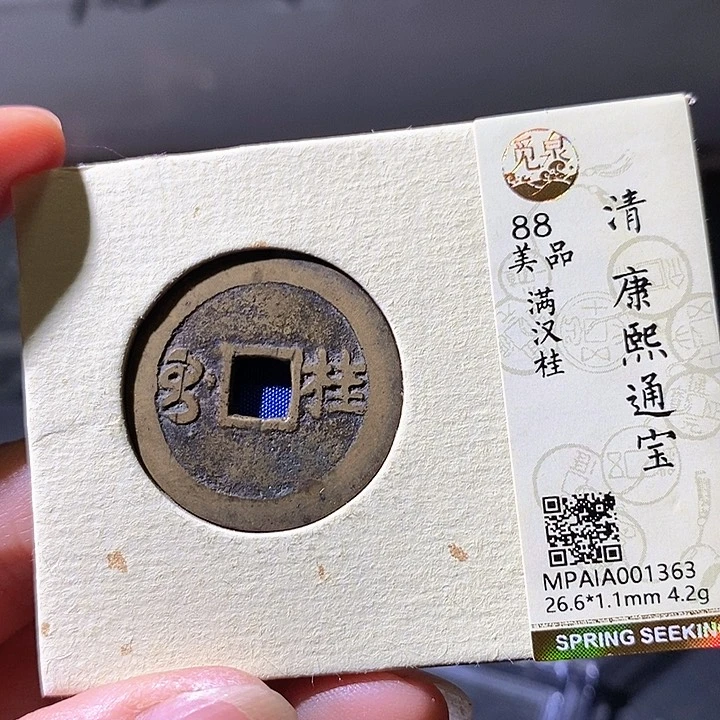 觅泉
清 康熙通宝
88
美品
满汉桂
桂
MPAIA001363
26.6*1.1mm 4.2g
SPRING SEEKIN